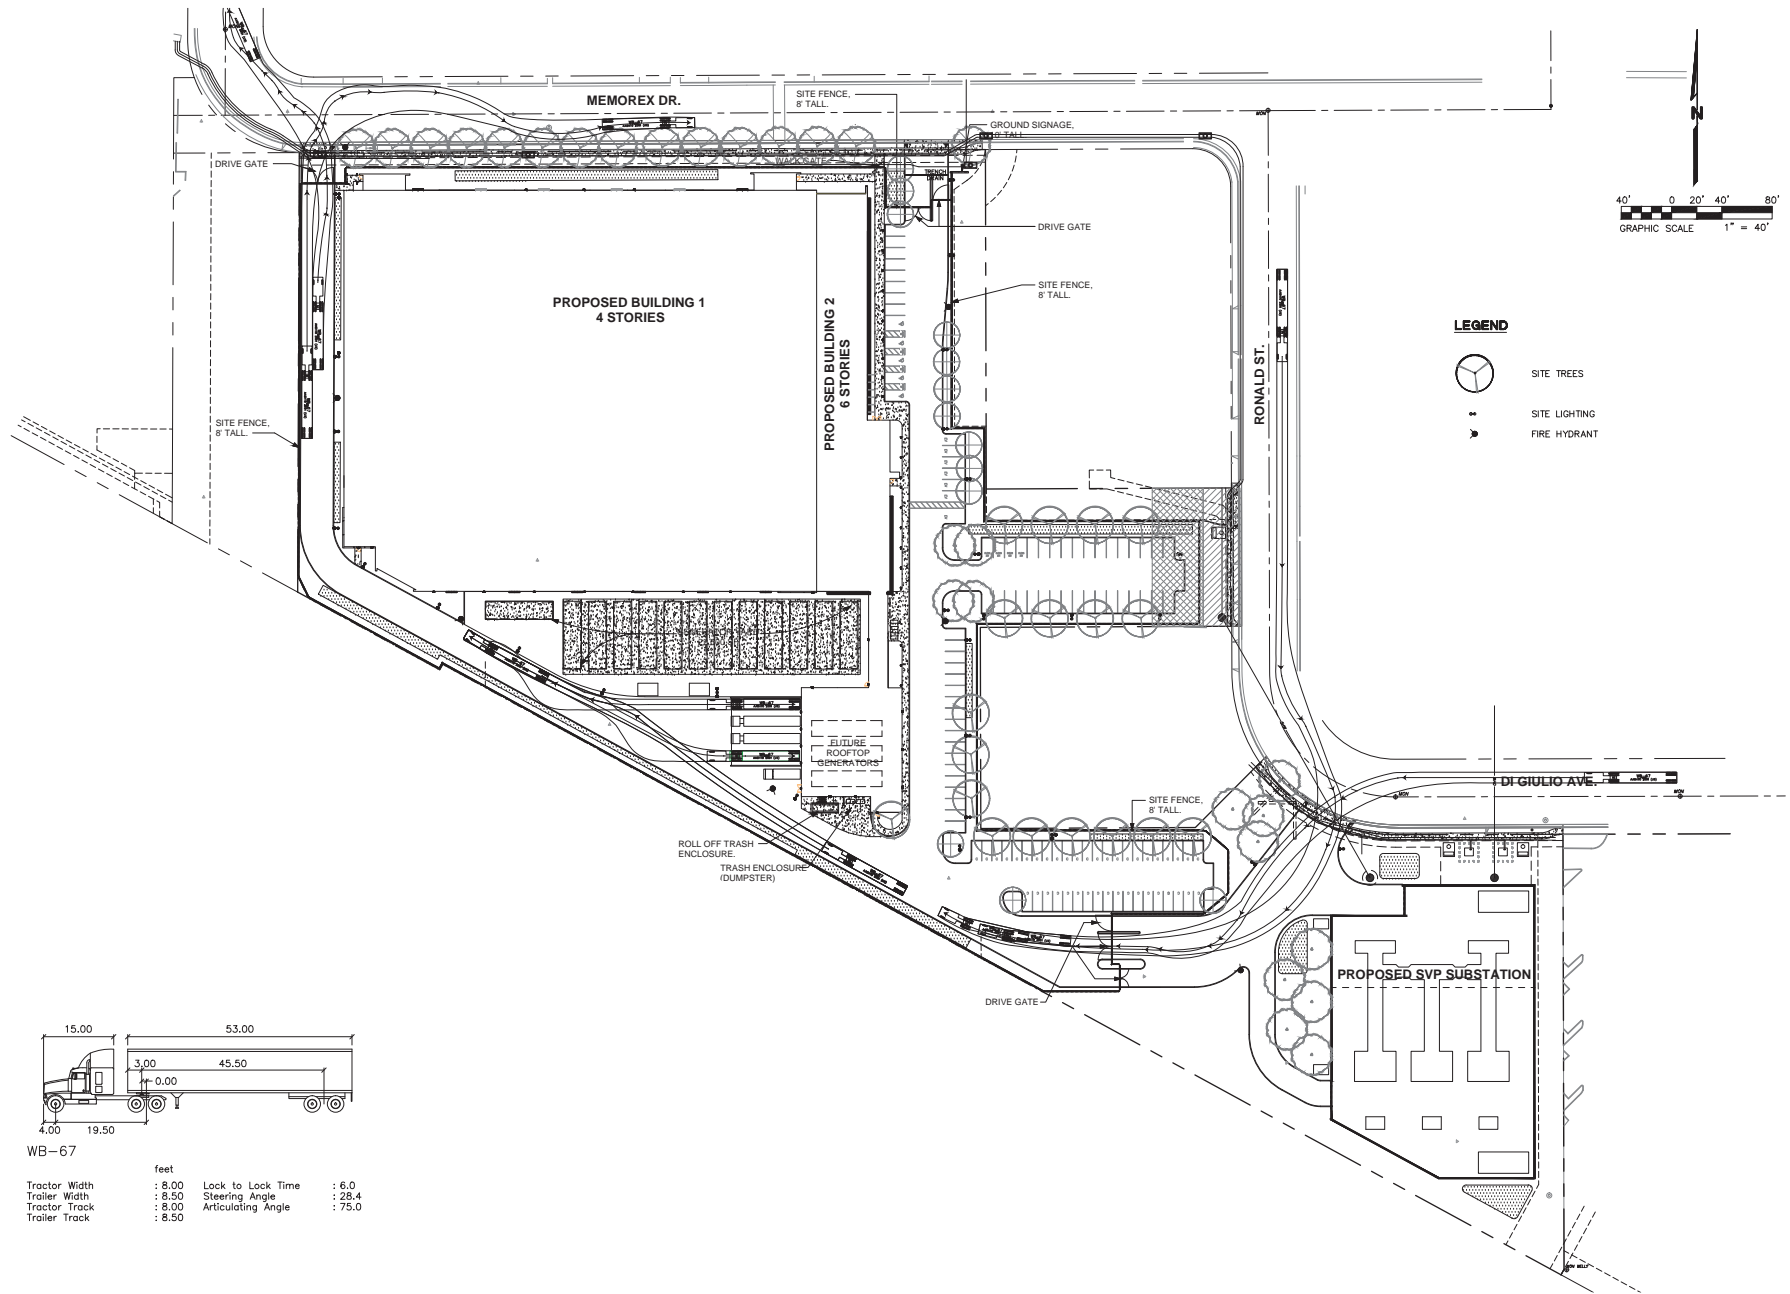 MEMOREX DR.
SITE FENCE,
8' TALL.
GROUND SIGNAGE,
DRIVE GATE
WALK GATE
TRENCH
DRAIN
DRIVE GATE
SITE FENCE,
8' TALL.
PROPOSED BUILDING 1
4 STORIES
PROPOSED BUILDING 2
6 STORIES
RONALD ST.
N
40' 0 20' 40' 80'
GRAPHIC SCALE 1" = 40'
LEGEND
SITE TREES
SITE LIGHTING
FIRE HYDRANT
SITE FENCE,
8' TALL.
FUTURE
ROOFTOP
GENERATORS
DI GIULIO AVE.
SITE FENCE,
8' TALL.
ROLL OFF TRASH
ENCLOSURE.
TRASH ENCLOSURE
(DUMPSTER)
DRIVE GATE
PROPOSED SVP SUBSTATION
15.00 53.00
3.00 45.50
0.00
4.00 19.50
WB-67
feet
Tractor Width : 8.00 Lock to Lock Time : 6.0
Trailer Width : 8.50 Steering Angle : 28.4
Tractor Track : 8.00 Articulating Angle : 75.0
Trailer Track : 8.50